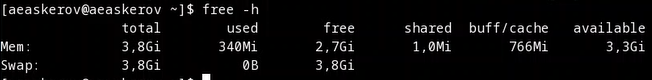 [aeaskerov@aeaskerov ~]$ free -h
total used free shared buff/cache available
Mem: 3,8Gi 340Mi 2,7Gi 1,0Mi 766Mi 3,3Gi
Swap: 3,8Gi 0B 3,8Gi